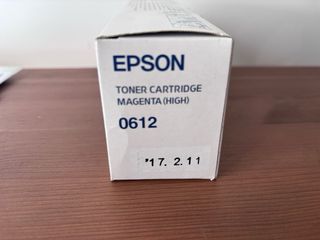 EPSON
TONER CARTRIDGE
MAGENTA (HIGH)
0612
'17. 2.11